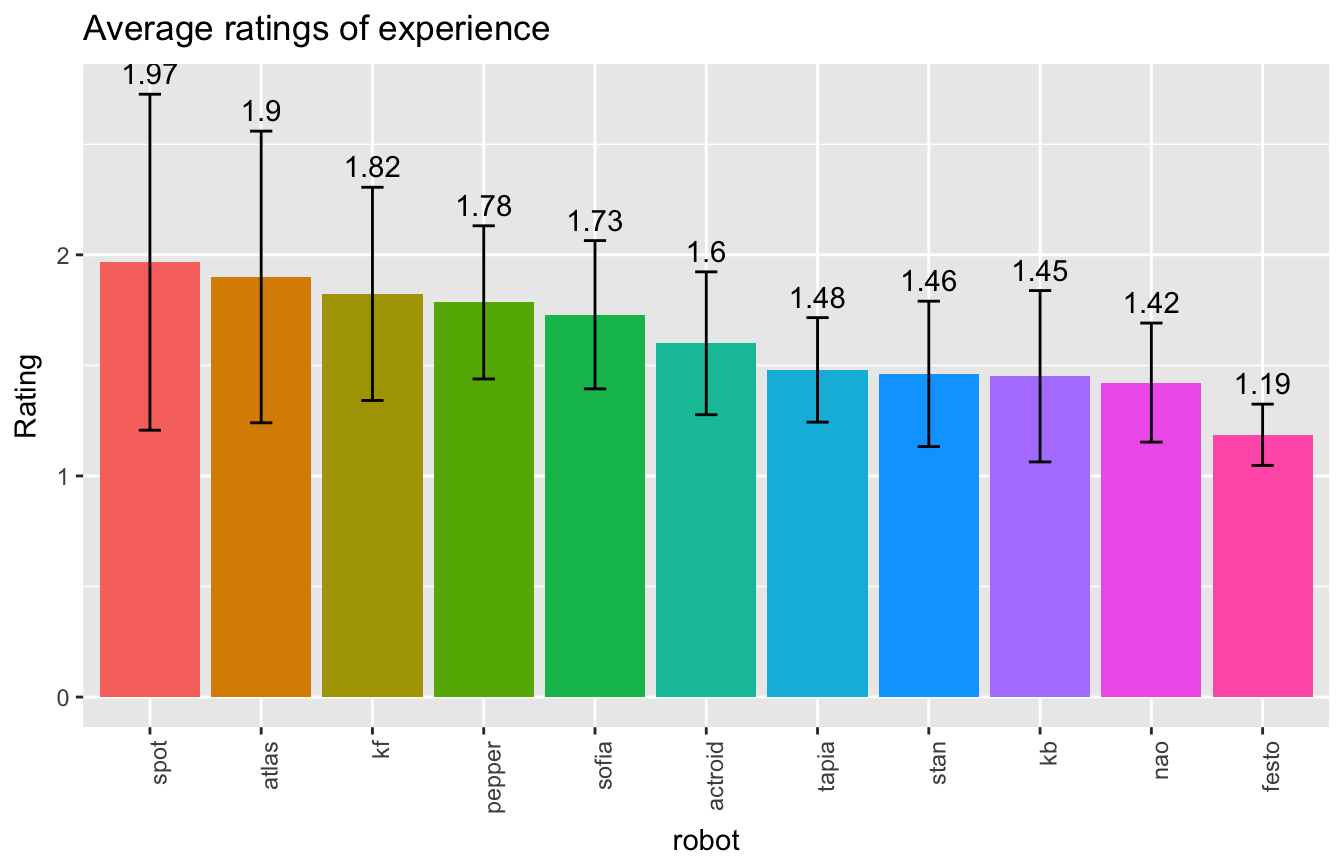 Average ratings of experience
1.97
1.9
1.82
1.78
1.73
1.6
1.48
1.46
1.45
1.42
1.19
Rating
2
1
0
spot
atlas
kf
pepper
sofia
actroid
tapia
stan
kb
nao
festo
robot